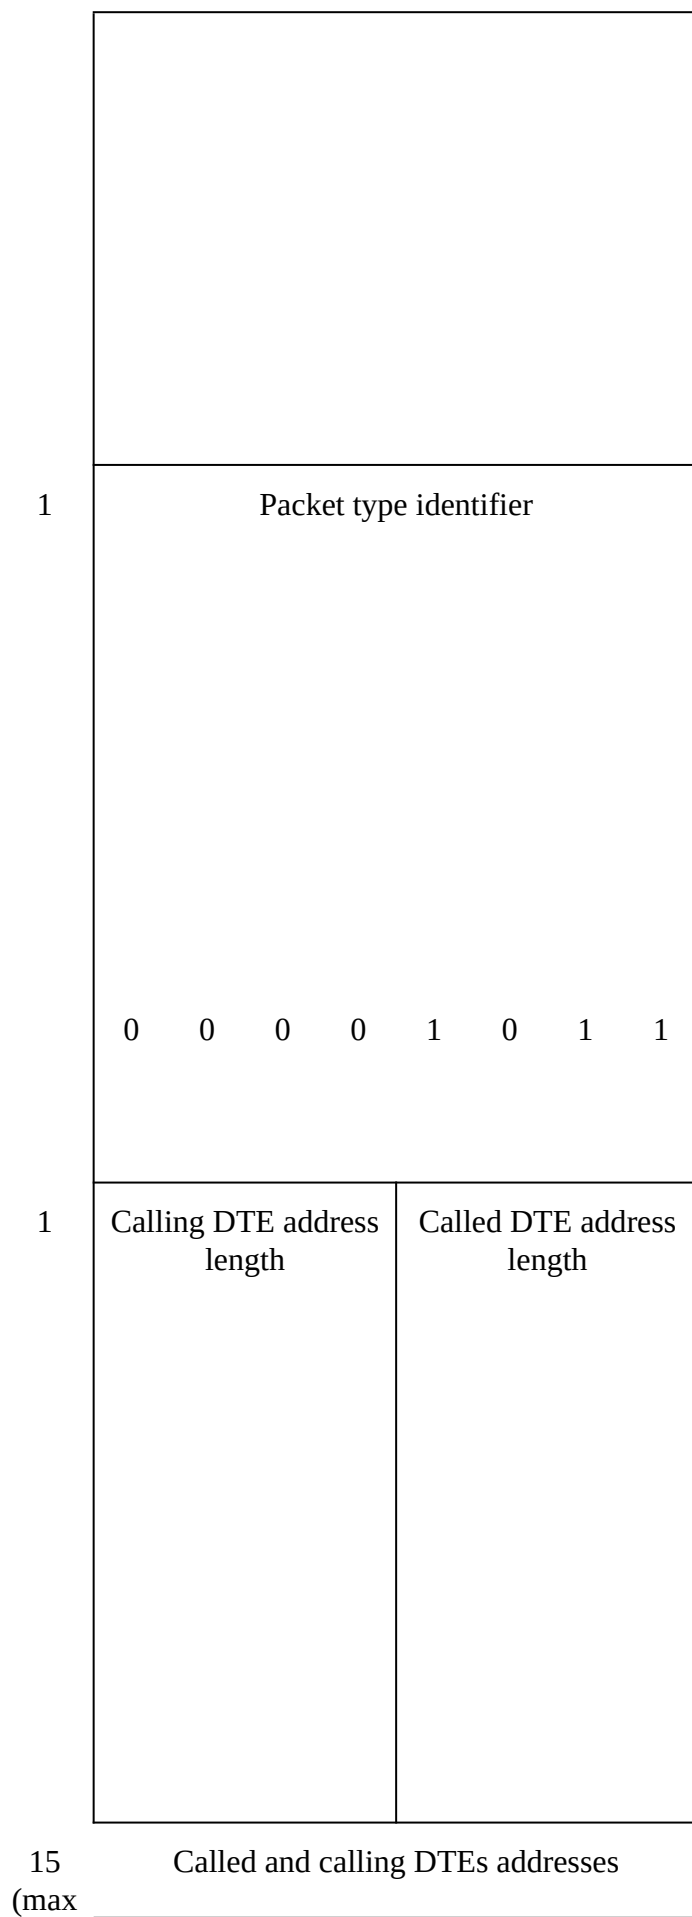 1 Packet type identifier
0 0 0 0 1 0 1 1
1 Calling DTE address Called DTE address
length length
15 Called and calling DTEs addresses
(max